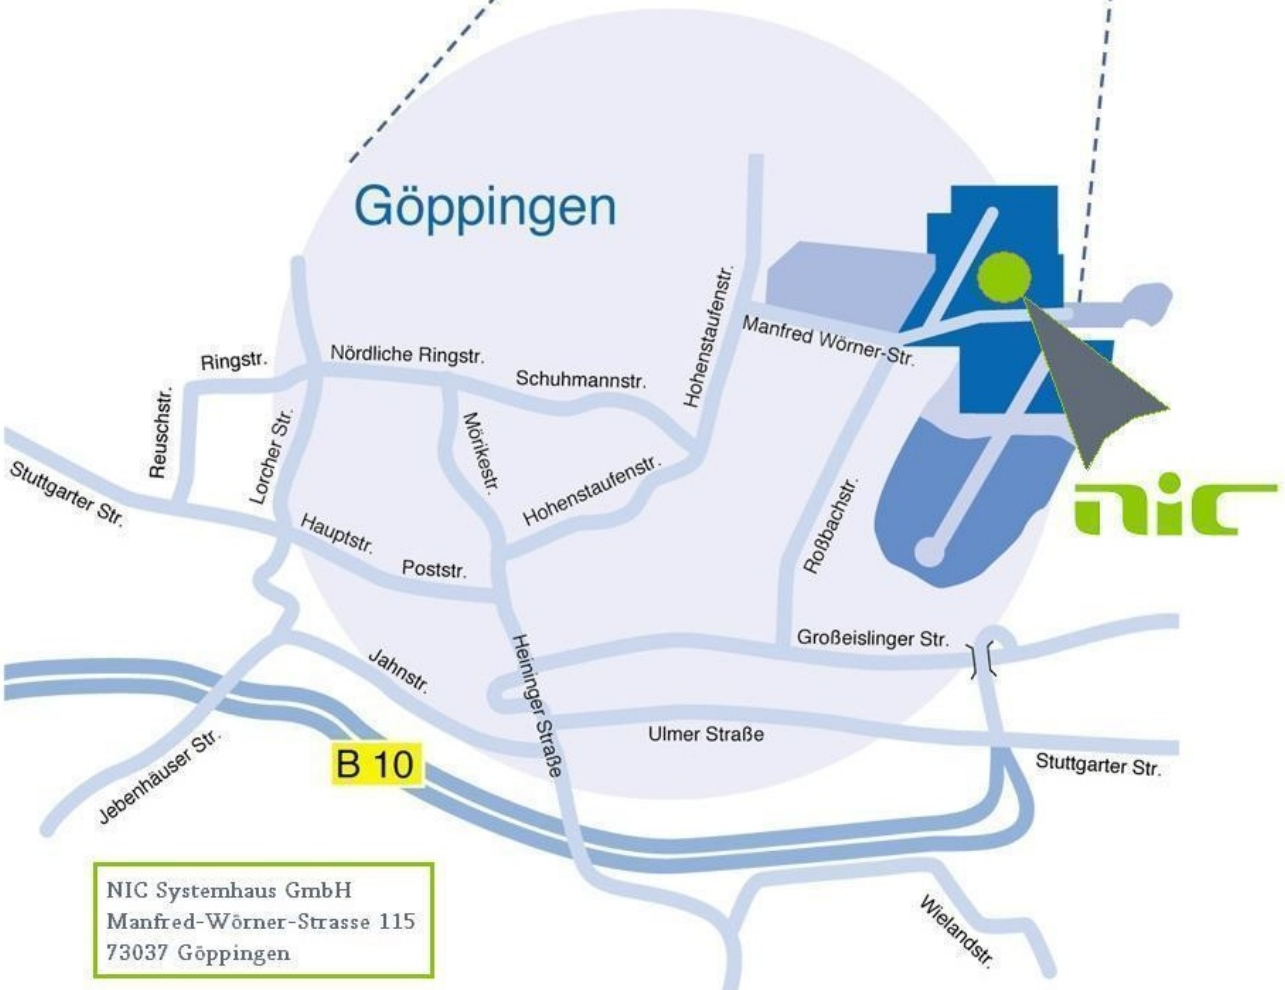 Göppingen
Hohenstaufenstr.
Manfred Wörner-Str.
Ringstr.
Nördliche Ringstr.
Schuhmannstr.
Reuschstr.
Lorcher Str.
Mörikestr.
Hohenstaufenstr.
Stuttgarter Str.
Hauptstr.
Poststr.
Roßbachstr.
nic
Großeislinger Str.
Jahnstr.
Heininger Straße
Ulmer Straße
Jebenhäuser Str.
B 10
Stuttgarter Str.
Wielandstr.
NIC Systemhaus GmbH
Manfred-Wörner-Strasse 115
73037 Göppingen